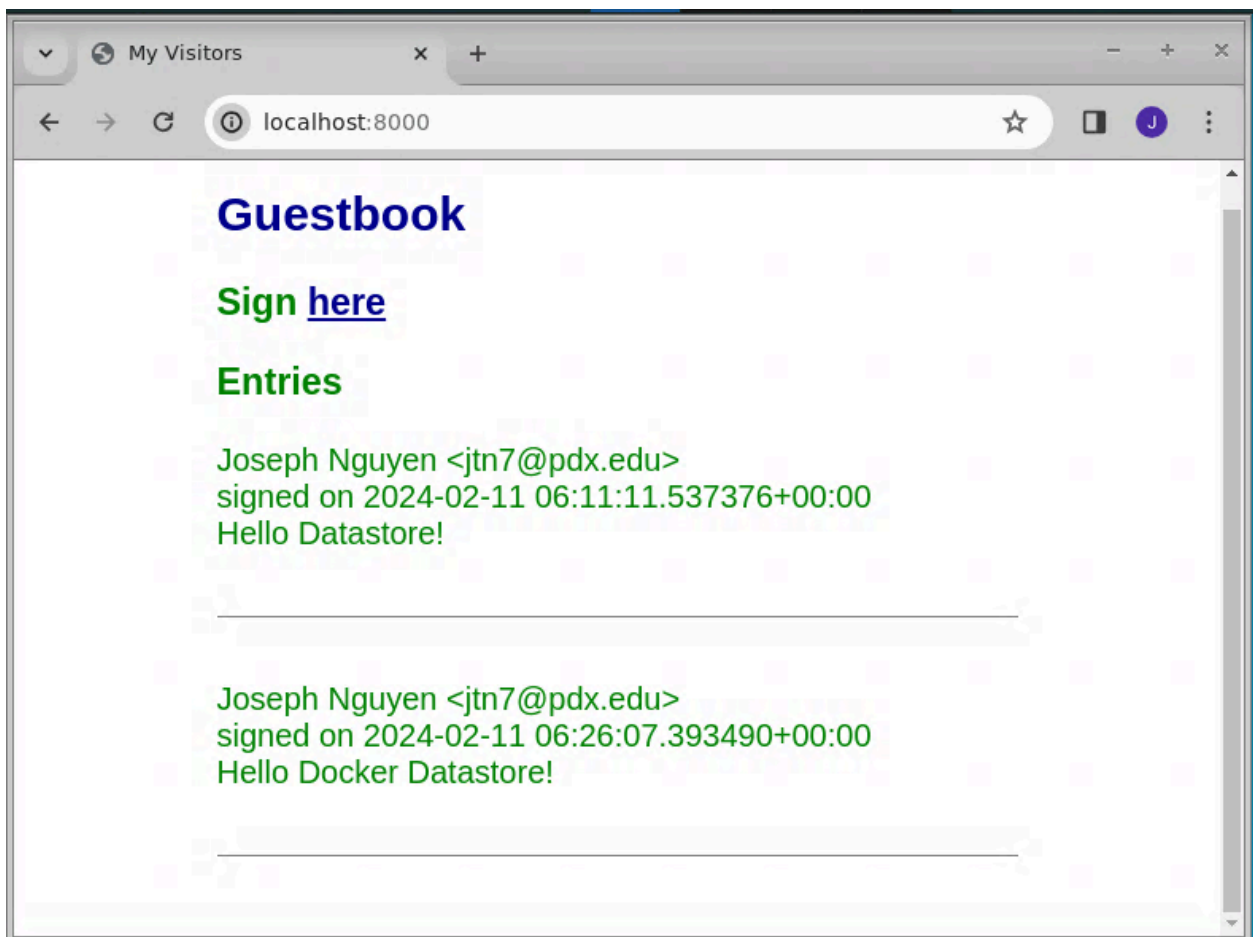 My Visitors
localhost:8000
J
Guestbook
Sign here
Entries
Joseph Nguyen <jtn7@pdx.edu>
signed on 2024-02-11 06:11:11.537376+00:00
Hello Datastore!
Joseph Nguyen <jtn7@pdx.edu>
signed on 2024-02-11 06:26:07.393490+00:00
Hello Docker Datastore!